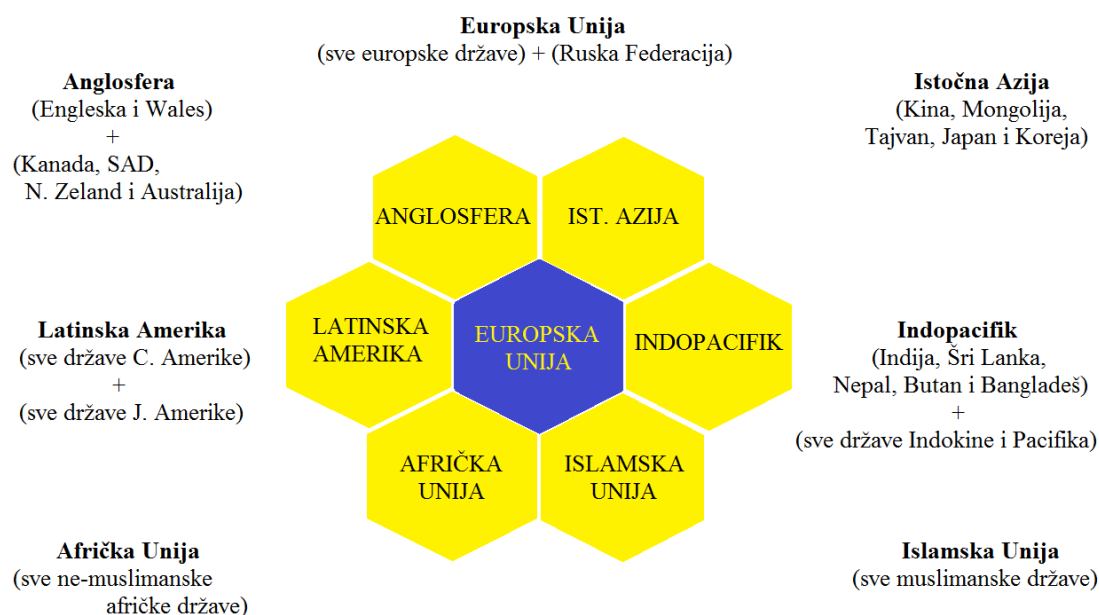 Europska Unija
(sve europske države) + (Ruska Federacija)
Anglosfera
(Engleska i Wales)
+
(Kanada, SAD,
N. Zeland i Australija)
Istočna Azija
(Kina, Mongolija,
Tajvan, Japan i Koreja)
ANGLOSFERA
IST. AZIJA
Latinska Amerika
(sve države C. Amerike)
+
(sve države J. Amerike)
LATINSKA
AMERIKA
EUROPSKA
UNIJA
INDOPACIFIK
Indopacifik
(Indija, Šri Lanka,
Nepal, Butan i Bangladeš)
+
(sve države Indokine i Pacifika)
AFRIČKA
UNIJA
ISLAMSKA
UNIJA
Afrička Unija
(sve ne-muslimanske
afričke države)
Islamska Unija
(sve muslimanske države)